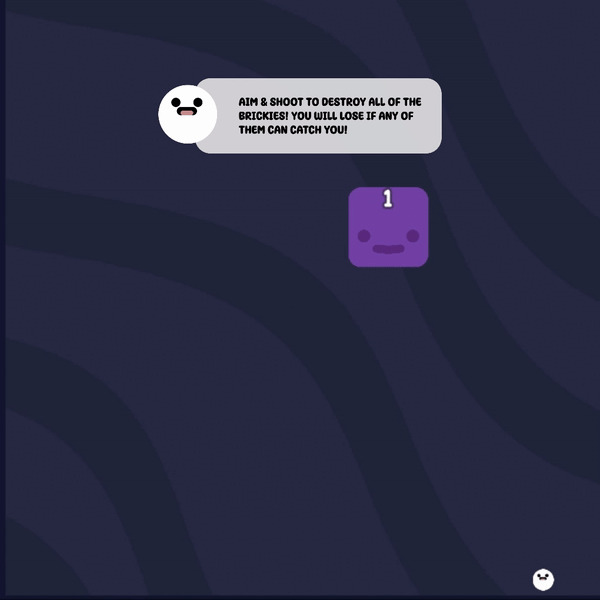 AIM & SHOOT TO DESTROY ALL OF THE
BRICKIES! YOU WILL LOSE IF ANY OF
THEM CAN CATCH YOU!
1